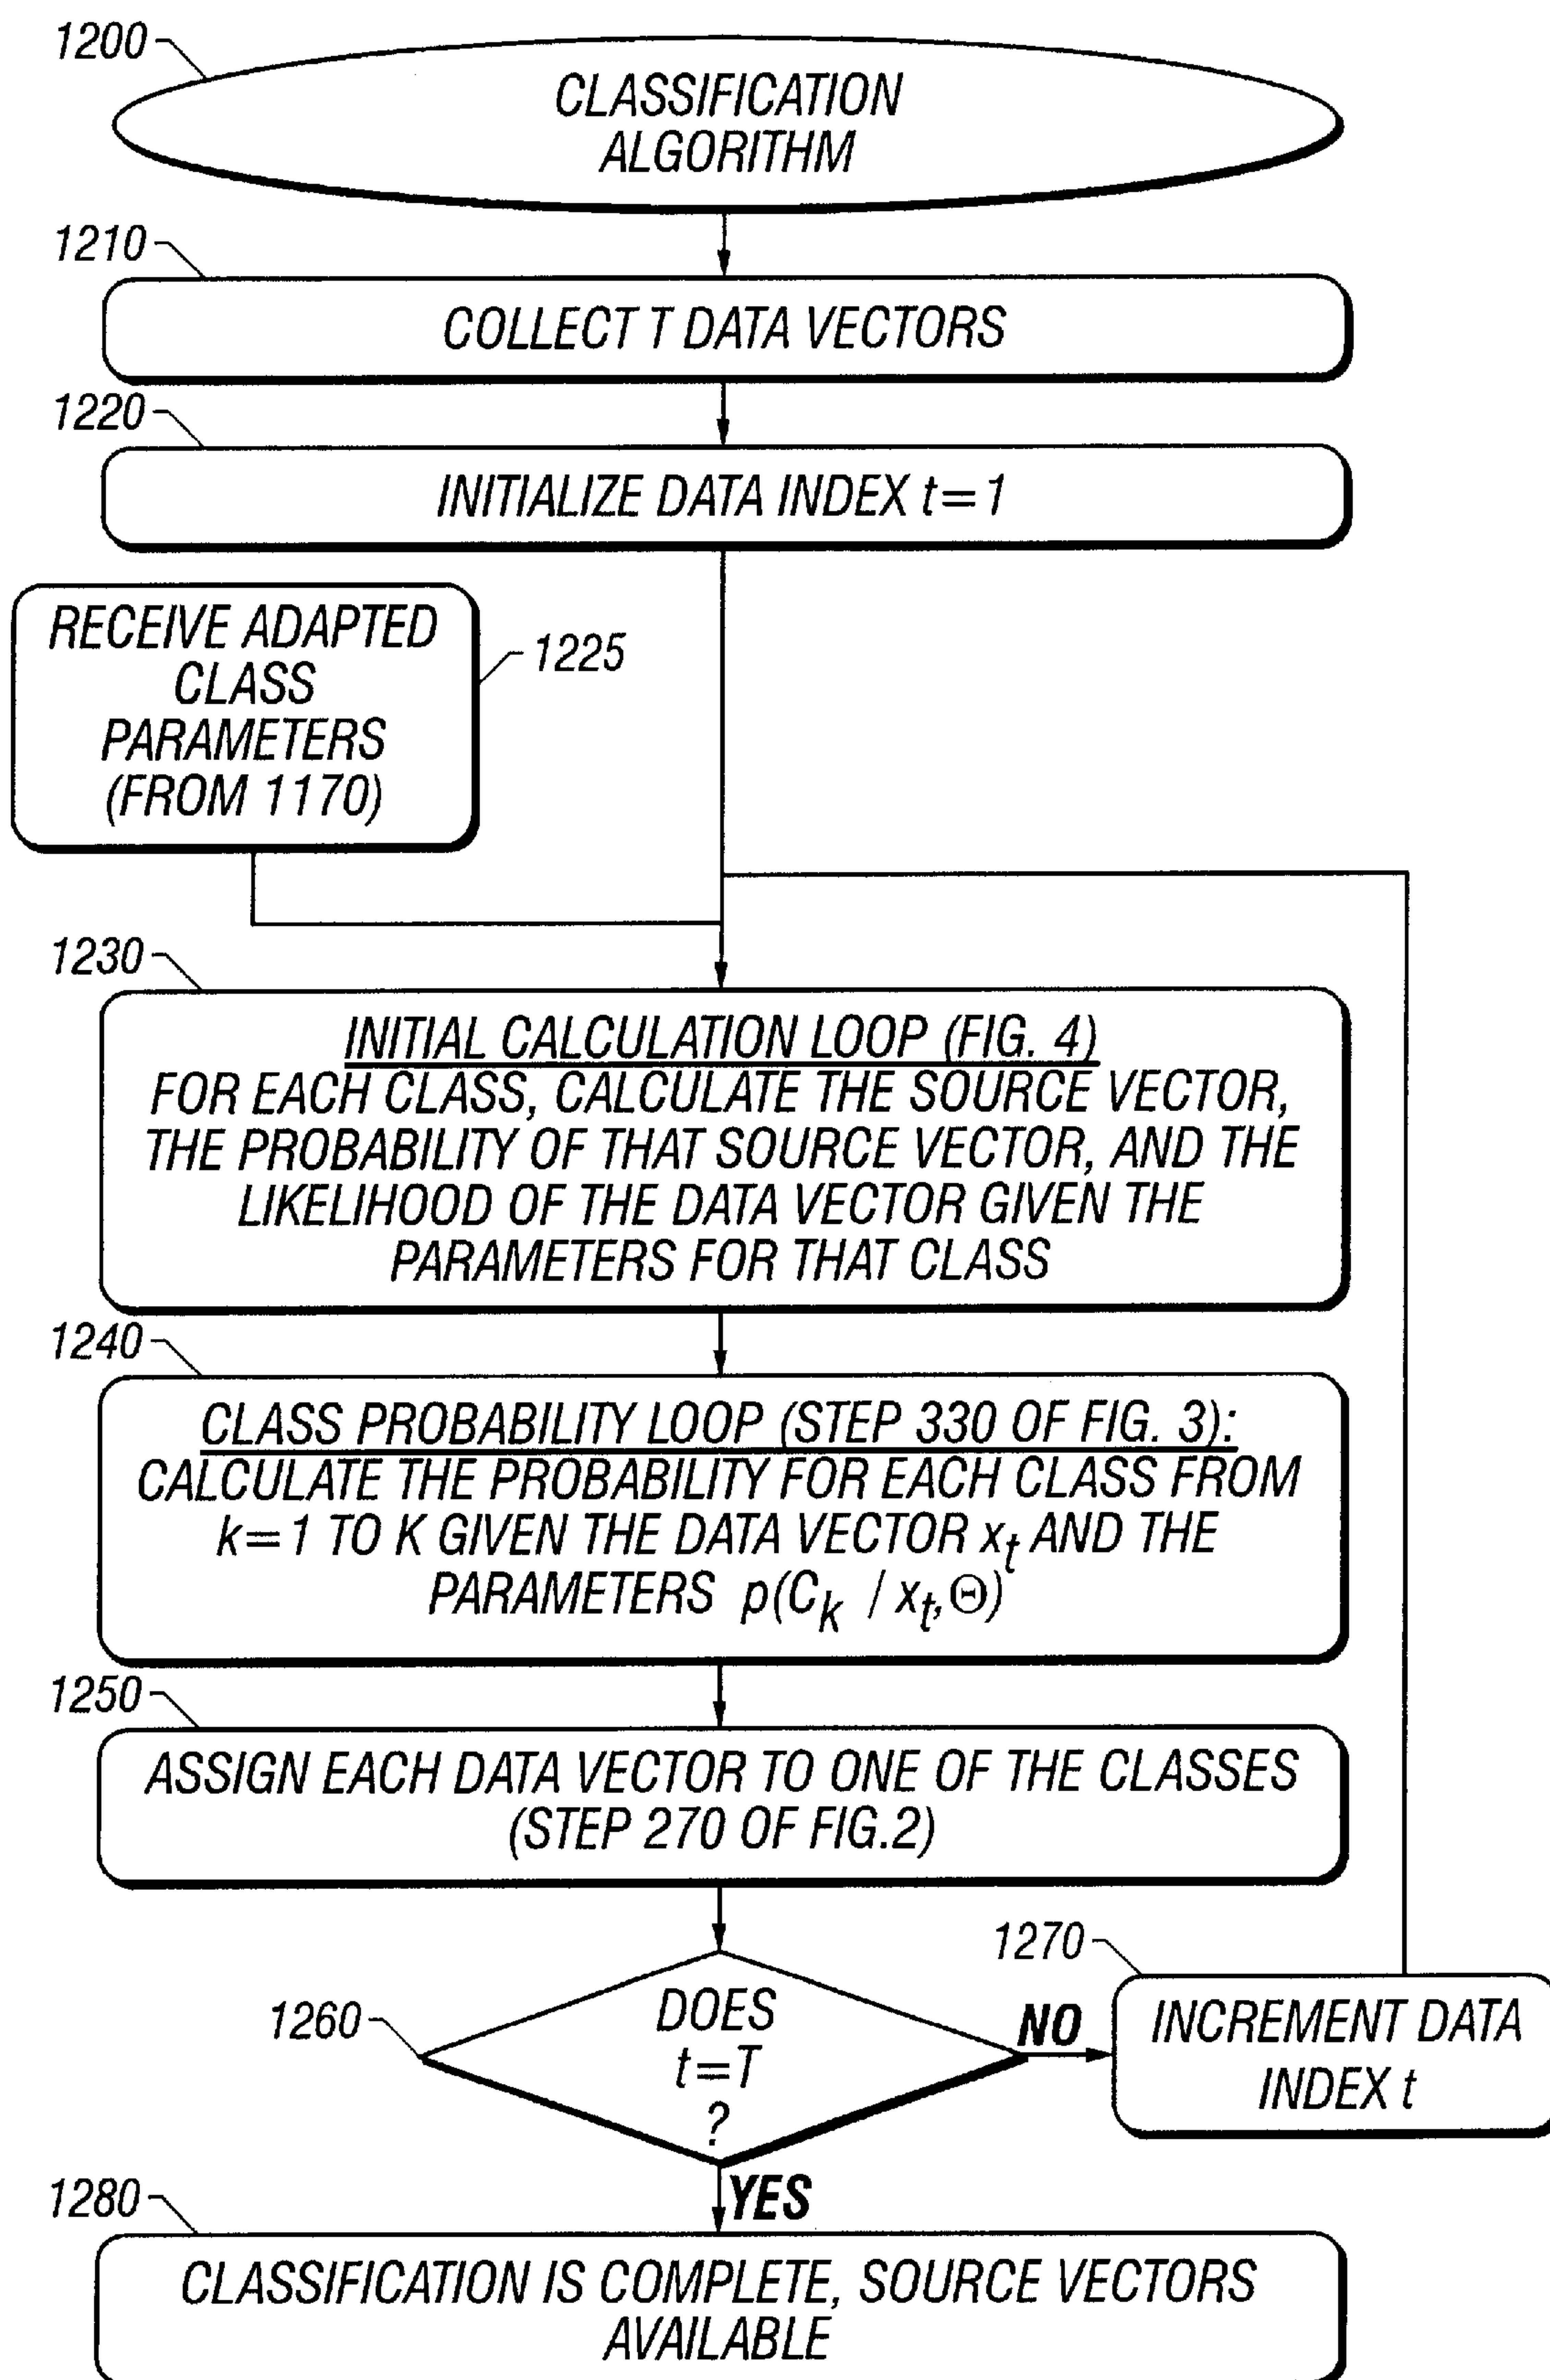 1200
CLASSIFICATION
ALGORITHM
1210
COLLECT T DATA VECTORS
1220
INITIALIZE DATA INDEX t=1
RECEIVE ADAPTED
CLASS
PARAMETERS
(FROM 1170)
1225
1230
INITIAL CALCULATION LOOP (FIG. 4)
FOR EACH CLASS, CALCULATE THE SOURCE VECTOR,
THE PROBABILITY OF THAT SOURCE VECTOR, AND THE
LIKELIHOOD OF THE DATA VECTOR GIVEN THE
PARAMETERS FOR THAT CLASS
1240
CLASS PROBABILITY LOOP (STEP 330 OF FIG. 3):
CALCULATE THE PROBABILITY FOR EACH CLASS FROM
k=1 TO K GIVEN THE DATA VECTOR x_t AND THE
PARAMETERS p(C_k / x_t,Θ)
1250
ASSIGN EACH DATA VECTOR TO ONE OF THE CLASSES
(STEP 270 OF FIG.2)
1260
DOES
t=T
?
NO
1270
INCREMENT DATA
INDEX t
YES
1280
CLASSIFICATION IS COMPLETE, SOURCE VECTORS
AVAILABLE